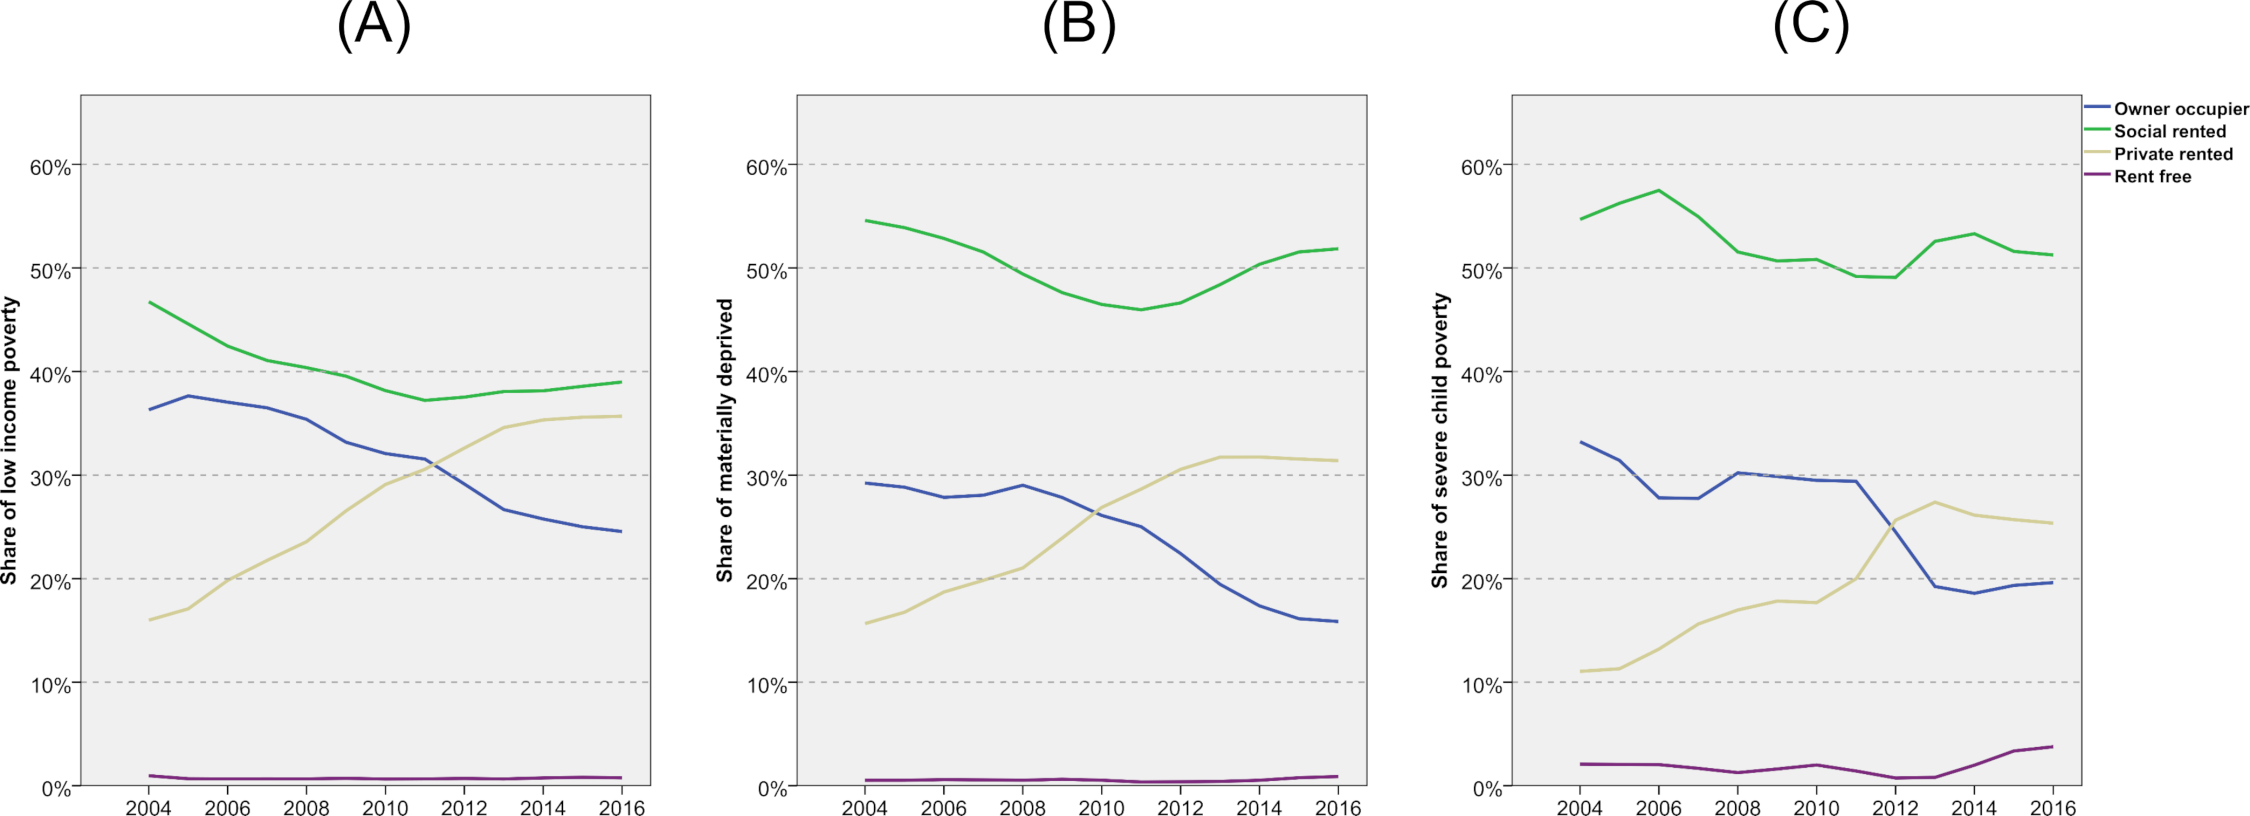 (A)
(B)
(C)
Share of low income poverty
60%
50%
40%
30%
20%
10%
0%
2004 2006 2008 2010 2012 2014 2016
Share of materially deprived
60%
50%
40%
30%
20%
10%
0%
2004 2006 2008 2010 2012 2014 2016
Share of severe child poverty
60%
50%
40%
30%
20%
10%
0%
2004 2006 2008 2010 2012 2014 2016
Owner occupier
Social rented
Private rented
Rent free